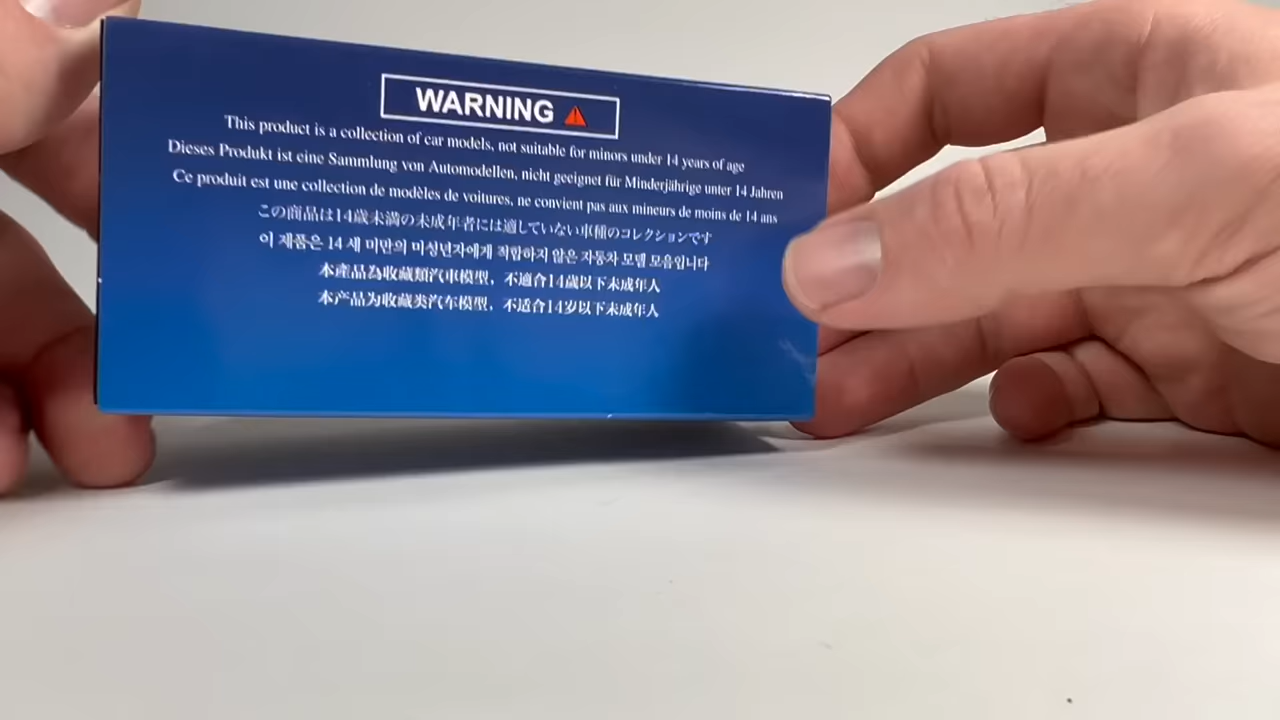 WARNING
This product is a collection of car models, not suitable for minors under 14 years of age
Dieses Produkt ist eine Sammlung von Automodellen, nicht geeignet für Minderjährige unter 14 Jahren
Ce produit est une collection de modèles de voitures, ne convient pas aux mineurs de moins de 14 ans
この商品は14歳未満の未成年者には適していない車種のコレクションです
이 제품은 14 세 미만의 미성년자에게 적합하지 않은 자동차 모델 모음입니다
本產品為收藏類汽車模型，不適合14歲以下未成年人
本产品为收藏类汽车模型，不适合14岁以下未成年人